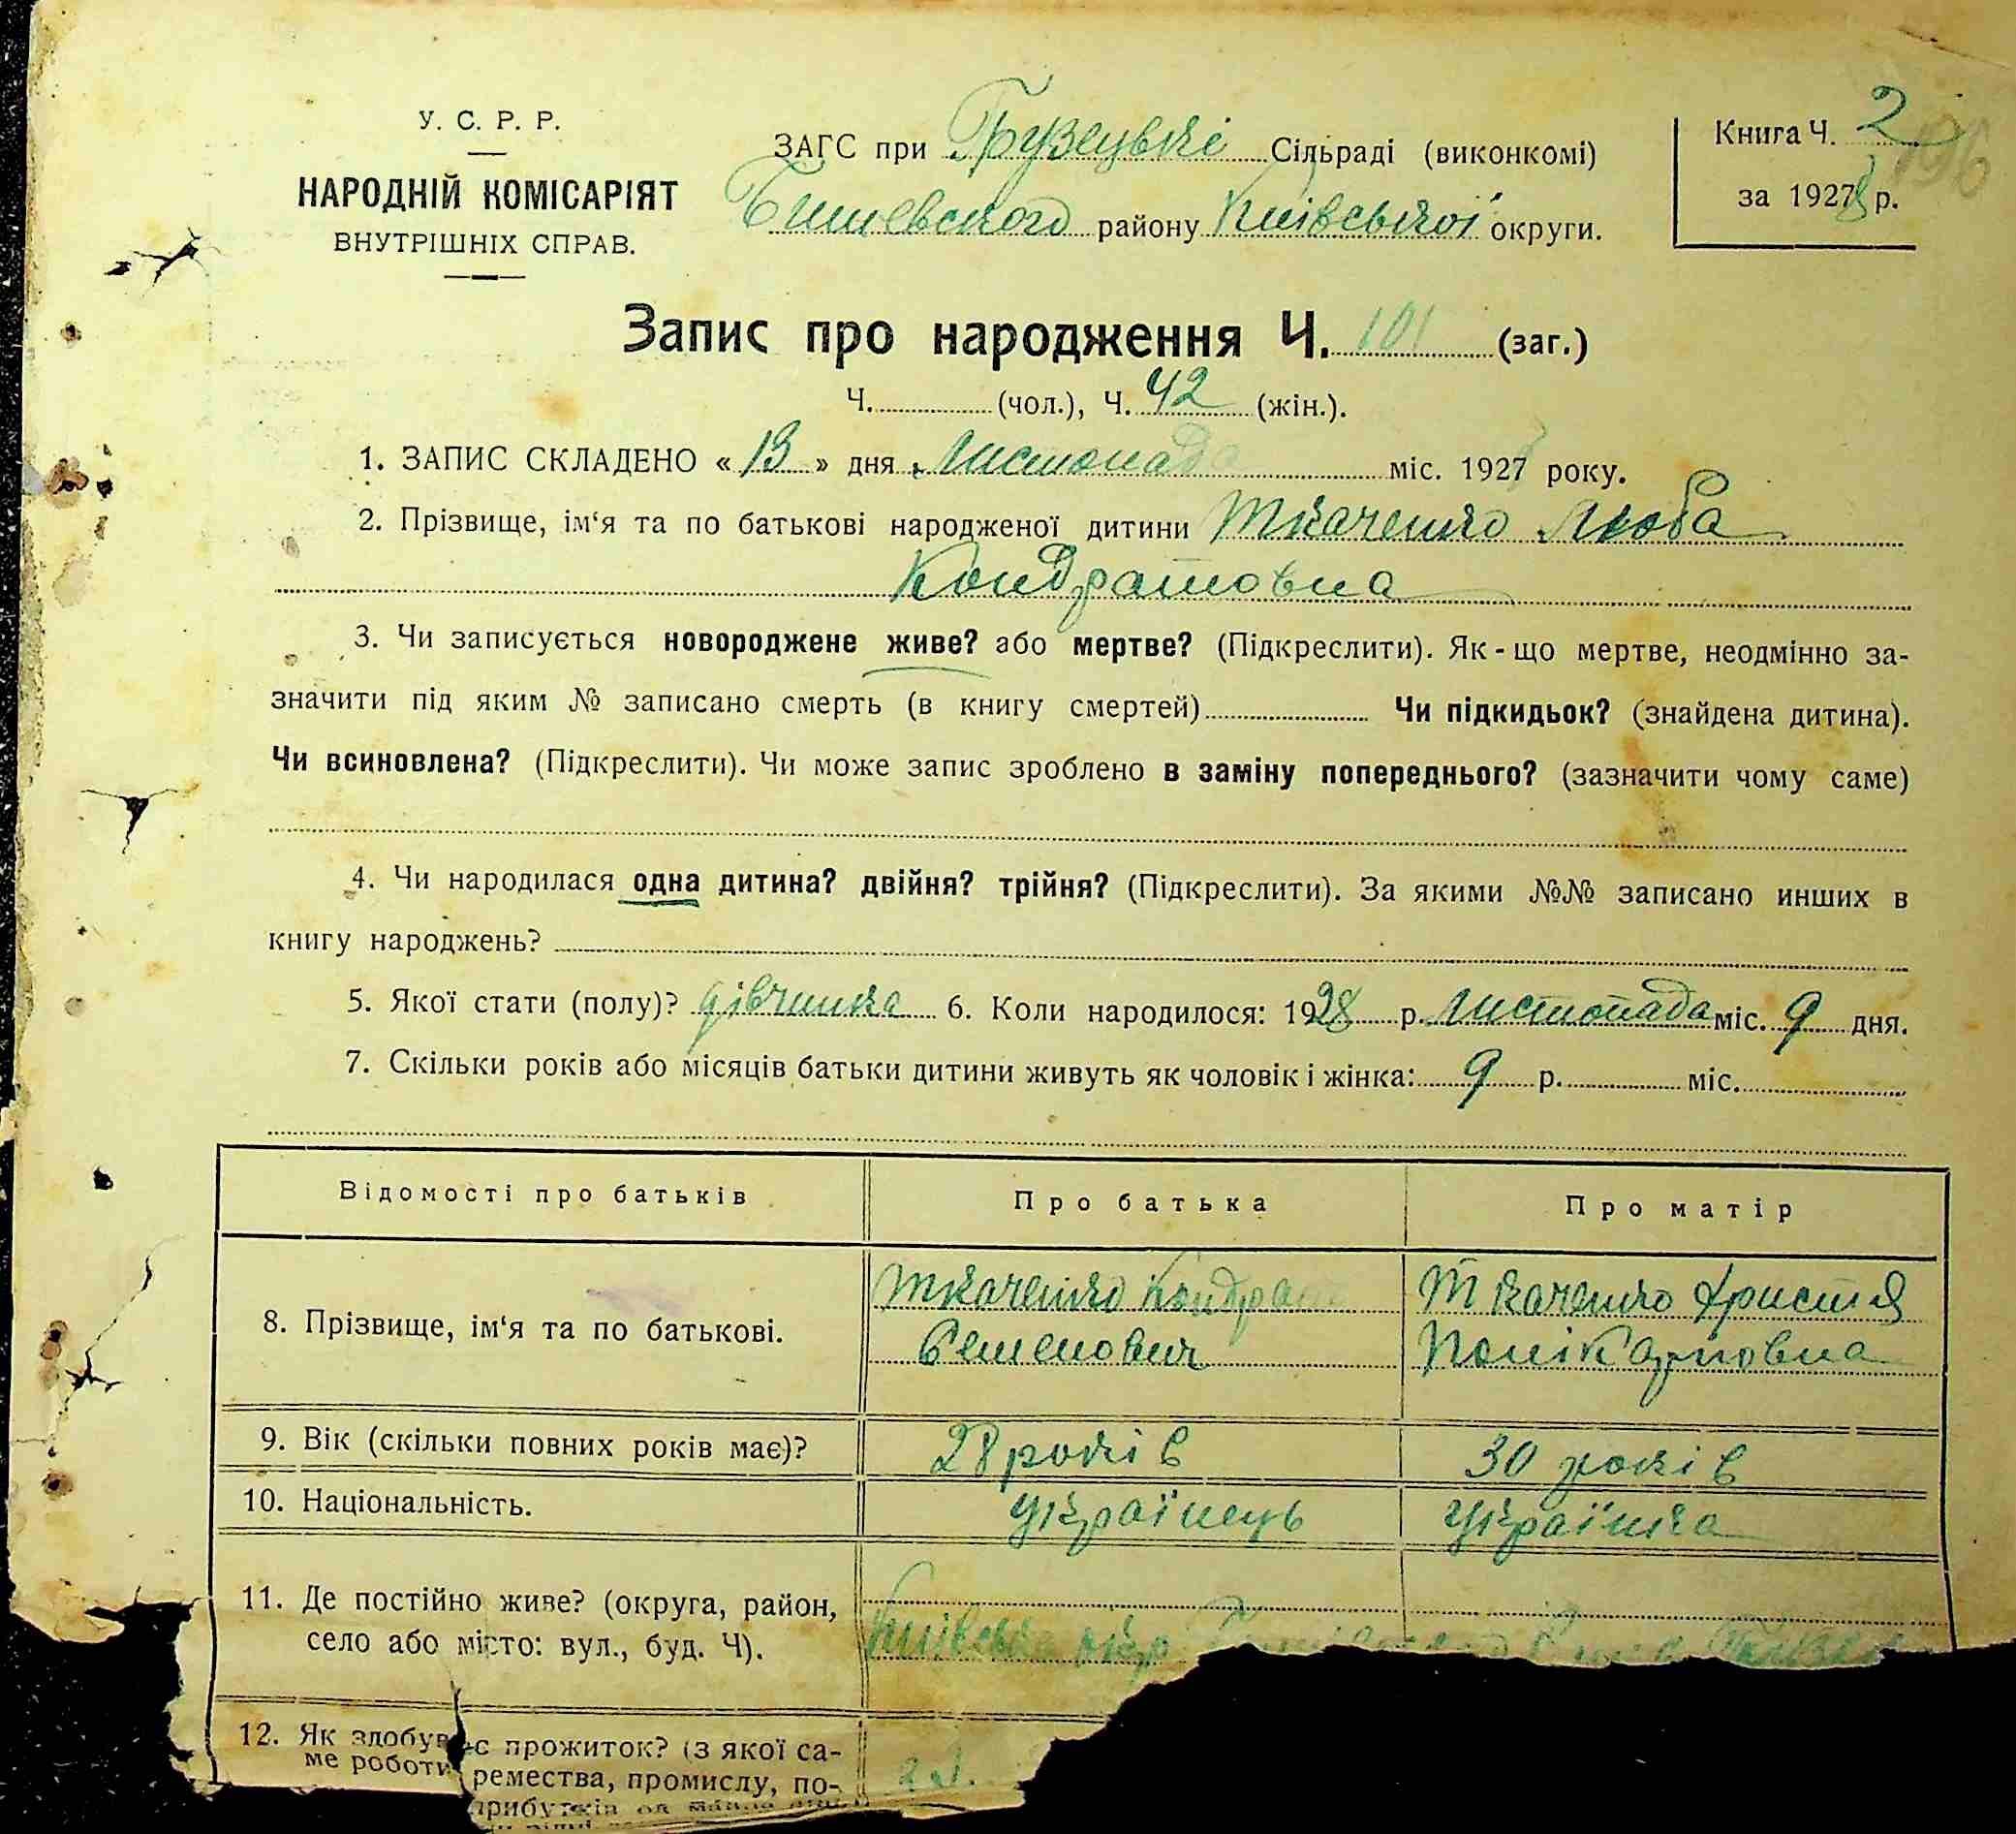 У. С. Р. Р.
НАРОДНІЙ КОМІСАРІЯТ
ВНУТРІШНІХ СПРАВ.
ЗАГС при Грузецькі Сільраді (виконкомі)
Бишевського району Київської округи.
Книга Ч. 2
196
за 1928 р.
Запис про народження Ч. 101 (заг.)
Ч. (чол.), Ч. 42 (жін.).
1. ЗАПИС СКЛАДЕНО « 13 » дня Листопада міс. 1927 року.
2. Прізвище, ім‘я та по батькові народженої дитини Ткаченко Люба
Кондратовна
3. Чи записується новороджене живе? або мертве? (Підкреслити). Як-що мертве, неодмінно за-
значити під яким № записано смерть (в книгу смертей) Чи підкидьок? (знайдена дитина).
Чи всиновлена? (Підкреслити). Чи може запис зроблено в заміну попереднього? (зазначити чому саме)
4. Чи народилася одна дитина? двійня? трійня? (Підкреслити). За якими №№ записано инших в
книгу народжень?
5. Якої стати (полу)? дівчинка 6. Коли народилося: 1928 р. Листопада міс. 9 дня.
7. Скільки років або місяців батьки дитини живуть як чоловік і жінка: 9 р. міс.
Відомості про батьків Про батька Про матір
8. Прізвище, ім‘я та по батькові. Ткаченко Кондрат Ткаченко Христя
Семенович Полікарповна
9. Вік (скільки повних років має)? 28 років 30 років
10. Національність. Українець Українка
11. Де постійно живе? (округа, район,
село або місто: вул., буд. Ч). Київська окр
12. Як здобуває прожиток? (з якої са-
ме роботи ремества, промислу, по-
прибутків од